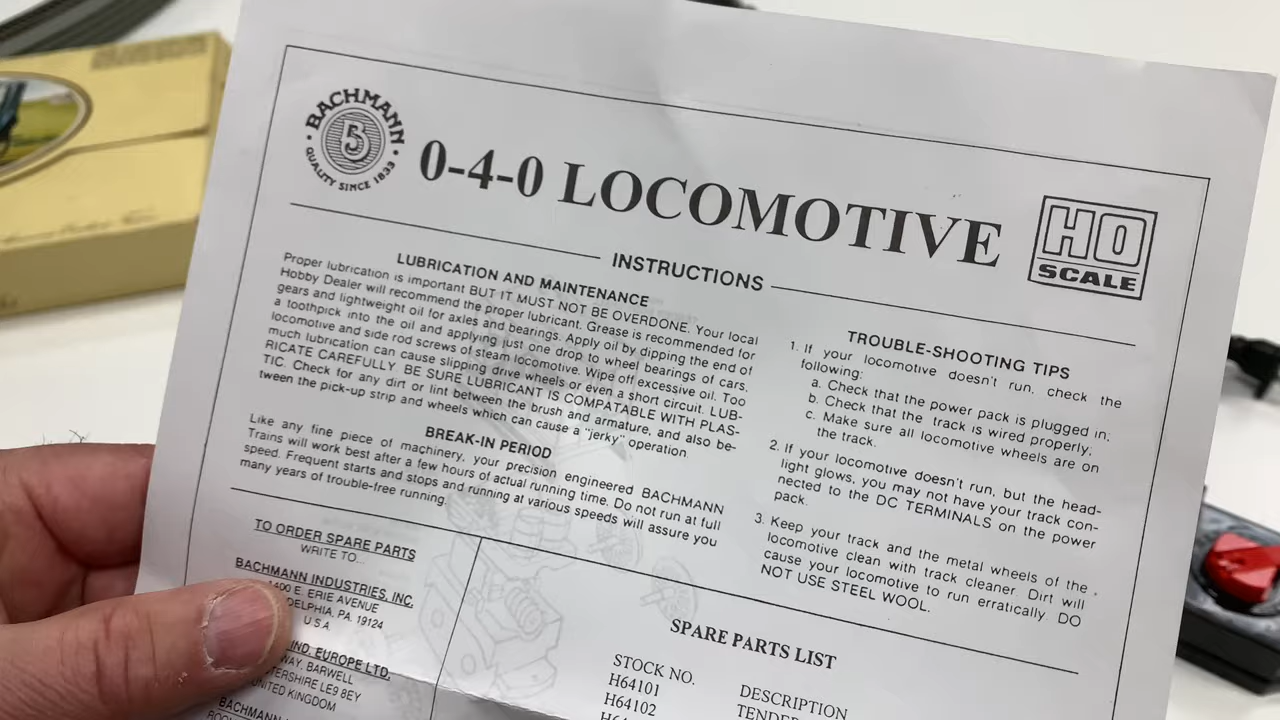 BACHMANN
B
QUALITY SINCE 1833
0-4-0 LOCOMOTIVE
HO
SCALE
INSTRUCTIONS
LUBRICATION AND MAINTENANCE
Proper lubrication is important BUT IT MUST NOT BE OVERDONE. Your local
Hobby Dealer will recommend the proper lubricant. Grease is recommended for
gears and lightweight oil for axles and bearings. Apply oil by dipping the end of
a toothpick into the oil and applying just one drop to wheel bearings of cars,
locomotive and side rod screws of steam locomotive. Wipe off excessive oil. Too
much lubrication can cause slipping drive wheels or even a short circuit. LUB-
RICATE CAREFULLY. BE SURE LUBRICANT IS COMPATABLE WITH PLAS-
TIC. Check for any dirt or lint between the brush and armature, and also be-
tween the pick-up strip and wheels which can cause a "jerky" operation.
BREAK-IN PERIOD
Like any fine piece of machinery, your precision engineered BACHMANN
Trains will work best after a few hours of actual running time. Do not run at full
speed. Frequent starts and stops and running at various speeds will assure you
many years of trouble-free running.
TROUBLE-SHOOTING TIPS
1. If your locomotive doesn't run, check the
following:
a. Check that the power pack is plugged in;
b. Check that the track is wired properly;
c. Make sure all locomotive wheels are on
the track.
2. If your locomotive doesn't run, but the head-
light glows, you may not have your track con-
nected to the DC TERMINALS on the power
pack.
3. Keep your track and the metal wheels of the
locomotive clean with track cleaner. Dirt will
cause your locomotive to run erratically. DO
NOT USE STEEL WOOL.
TO ORDER SPARE PARTS
WRITE TO...
BACHMANN INDUSTRIES, INC.
1400 E. ERIE AVENUE
DELPHIA, PA. 19124
U.S.A.
IND. EUROPE LTD.
WAY, BARWELL
TERSHIRE LE9 8EY
UNITED KINGDOM
BACHMANN
SPARE PARTS LIST
STOCK NO. DESCRIPTION
H64101
H64102